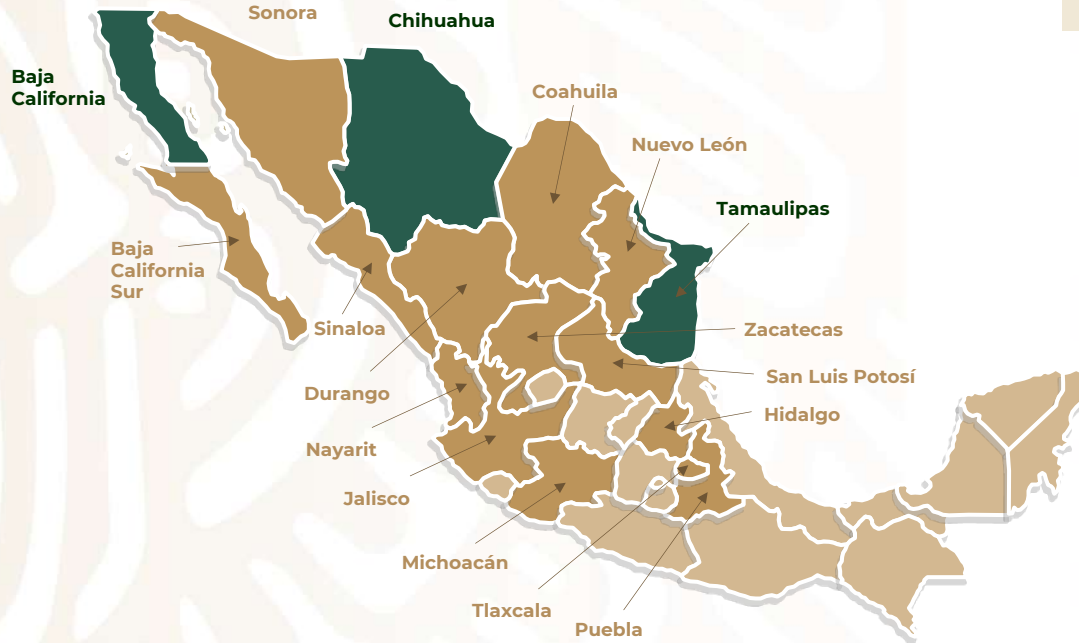 Sonora
Chihuahua
Baja
California
Coahuila
Nuevo León
Tamaulipas
Baja
California
Sur
Sinaloa
Zacatecas
San Luis Potosí
Durango
Hidalgo
Nayarit
Jalisco
Michoacán
Tlaxcala
Puebla